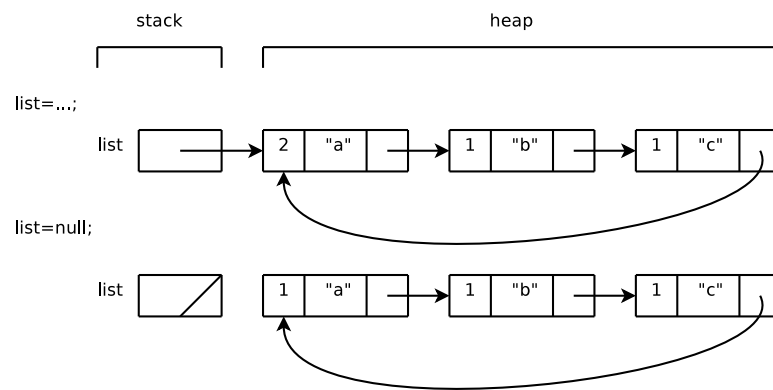 stack heap
list=...;
list 2 "a" 1 "b" 1 "c"
list=null;
list 1 "a" 1 "b" 1 "c"